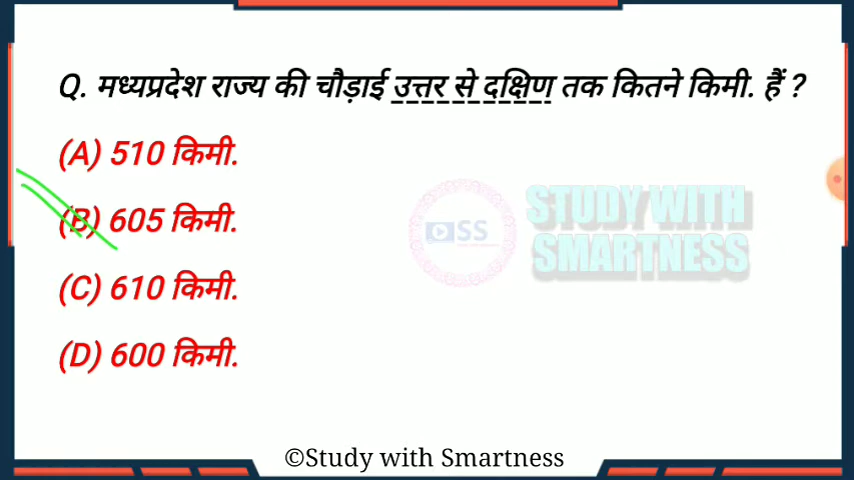 Q. मध्यप्रदेश राज्य की चौड़ाई उत्तर से दक्षिण तक कितने किमी. हैं ?
(A) 510 किमी.
(B) 605 किमी.
(C) 610 किमी.
(D) 600 किमी.
SS
STUDY WITH
SMARTNESS
©Study with Smartness